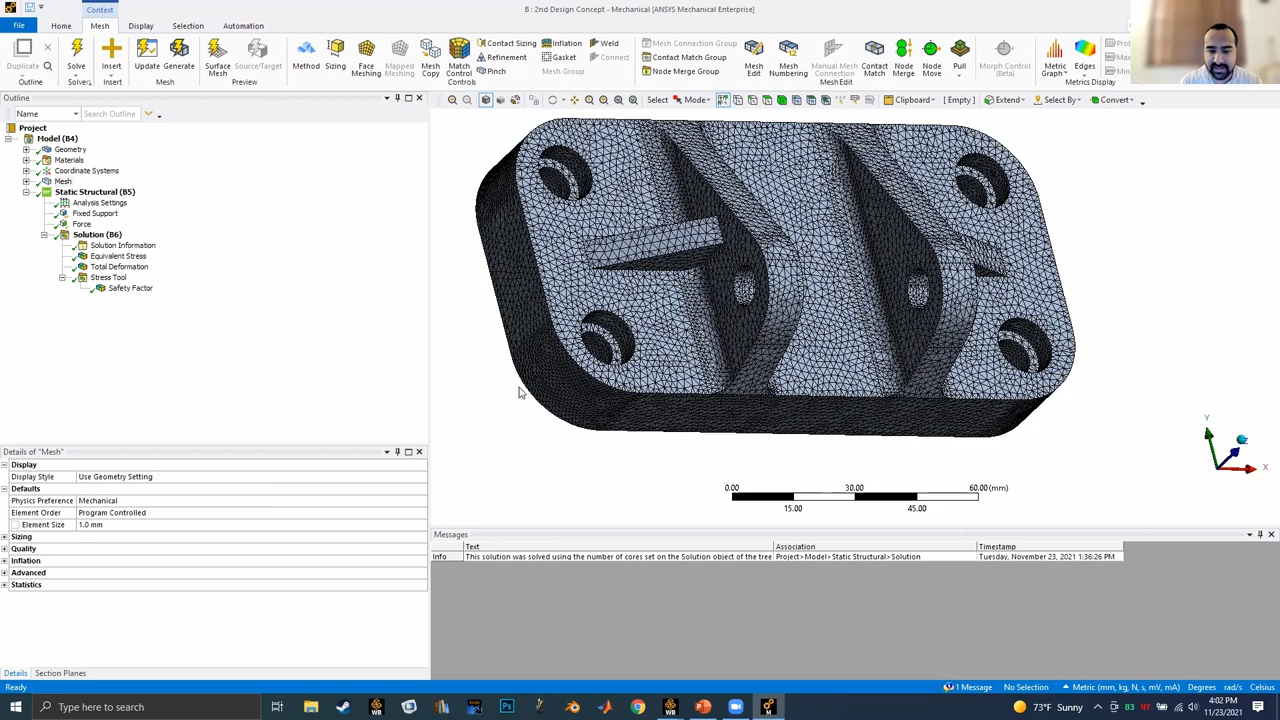 Context
B : 2nd Design Concept - Mechanical [ANSYS Mechanical Enterprise]
File
Home
Mesh
Display
Selection
Automation
Duplicate
Outline
Solve
Solver
Insert
Insert
Update
Generate
Mesh
Surface
Mesh
Source/Target
Preview
Method
Sizing
Face
Meshing
Mapped
Meshing
Mesh
Copy
Match
Control
Contact Sizing
Refinement
Pinch
Inflation
Gasket
Mesh Group
Weld
Connect
Controls
Mesh Connection Group
Contact Match Group
Node Merge Group
Mesh
Edit
Mesh
Numbering
Manual Mesh
Connection
Contact
Match
Node
Merge
Node
Move
Pull
Mesh Edit
Morph Control
(Beta)
Metric
Graph
Edges
Metrics Display
Outline
Name
Search Outline
Select
Mode
Clipboard
[ Empty ]
Extend
Select By
Convert
Project
Model (B4)
Geometry
Materials
Coordinate Systems
Mesh
Static Structural (B5)
Analysis Settings
Fixed Support
Force
Solution (B6)
Solution Information
Equivalent Stress
Total Deformation
Stress Tool
Safety Factor
Details of "Mesh"
Display
Display Style Use Geometry Setting
Defaults
Physics Preference Mechanical
Element Order Program Controlled
Element Size 1.0 mm
Sizing
Quality
Inflation
Advanced
Statistics
Details
Section Planes
0.00 30.00 60.00 (mm)
15.00 45.00
Y
X
Messages
Text Association Timestamp
Info This solution was solved using the number of cores set on the Solution object of the tree Project>Model>Static Structural>Solution Tuesday, November 23, 2021 1:36:26 PM
Ready
1 Message
No Selection
Metric (mm, kg, N, s, mV, mA)
Degrees
rad/s
Celsius
Type here to search
73°F Sunny
4:02 PM
11/23/2021